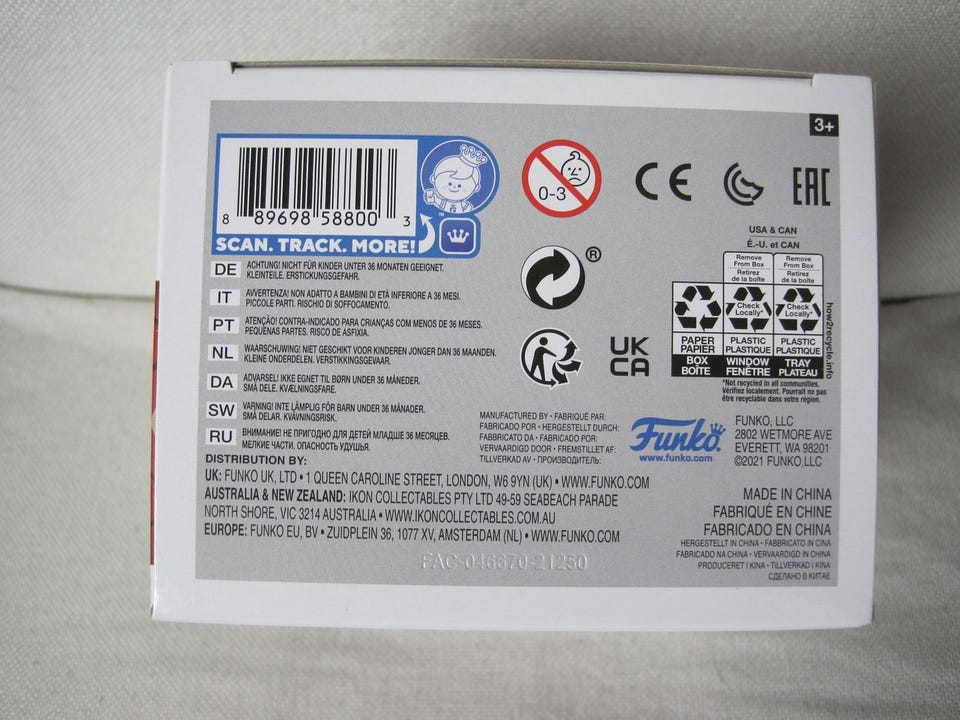 3+
8 89698 58800 3
™
SCAN. TRACK. MORE!
0-3
CE
EAC
®
DE ACHTUNG! NICHT FÜR KINDER UNTER 36 MONATEN GEEIGNET.
KLEINTEILE. ERSTICKUNGSGEFAHR.
IT AVVERTENZA! NON ADATTO A BAMBINI DI ETÀ INFERIORE A 36 MESI.
PICCOLE PARTI. RISCHIO DI SOFFOCAMENTO.
PT ATENÇÃO! CONTRA-INDICADO PARA CRIANÇAS COM MENOS DE 36 MESES.
PEQUENAS PARTES. RISCO DE ASFIXIA.
NL WAARSCHUWING! NIET GESCHIKT VOOR KINDEREN JONGER DAN 36 MAANDEN.
KLEINE ONDERDELEN. VERSTIKKINGSGEVAAR.
DA ADVARSEL! IKKE EGNET TIL BØRN UNDER 36 MÅNEDER.
SMÅ DELE. KVÆLNINGSFARE.
SW VARNING! INTE LÄMPLIG FÖR BARN UNDER 36 MÅNADER.
SMÅ DELAR. KVÄVNINGSRISK.
RU ВНИМАНИЕ! НЕ ПРИГОДНО ДЛЯ ДЕТЕЙ МЛАДШЕ 36 МЕСЯЦЕВ.
МЕЛКИЕ ЧАСТИ. ОПАСНОСТЬ УДУШЬЯ.
UK
CA
USA & CAN
É.-U. et CAN
Remove From Box
Retirez de la boîte
Remove From Box
Retirez de la boîte
Check Locally*
Check Locally*
PAPER
PAPIER
BOX
BOÎTE
PLASTIC
PLASTIQUE
WINDOW
FENÊTRE
PLASTIC
PLASTIQUE
TRAY
PLATEAU
how2recycle.info
*Not recycled in all communities.
Vérifiez localement. Pourrait ne pas
être recyclable dans votre région.
MANUFACTURED BY • FABRIQUÉ PAR:
FABRICADO POR • HERGESTELLT DURCH:
FABBRICATO DA • FABRICADO POR:
VERVAARDIGD DOOR • FREMSTILLET AF:
TILLVERKAD AV • ПРОИЗВОДИТЕЛЬ:
Funko
www.funko.com
FUNKO, LLC
2802 WETMORE AVE
EVERETT, WA 98201
©2021 FUNKO,LLC
DISTRIBUTION BY:
UK: FUNKO UK, LTD • 1 QUEEN CAROLINE STREET, LONDON, W6 9YN (UK) • WWW.FUNKO.COM
AUSTRALIA & NEW ZEALAND: IKON COLLECTABLES PTY LTD 49-59 SEABEACH PARADE
NORTH SHORE, VIC 3214 AUSTRALIA • WWW.IKONCOLLECTABLES.COM.AU
EUROPE: FUNKO EU, BV • ZUIDPLEIN 36, 1077 XV, AMSTERDAM (NL) • WWW.FUNKO.COM
MADE IN CHINA
FABRIQUÉ EN CHINE
FABRICADO EN CHINA
HERGESTELLT IN CHINA • FABBRICATO IN CINA
FABRICADO NA CHINA • VERVAARDIGD IN CHINA
PRODUCERET I KINA • TILLVERKAD I KINA
СДЕЛАНО В КИТАЕ
FAC-046670-21250